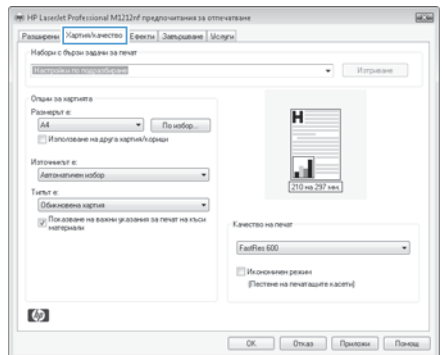 HP LaserJet Professional M1212nf предпочитания за отпечатване
Разширени Хартия/качество Ефекти Завършване Услуги
Набори с бързи задачи за печат
Настройки по подразбиране
Изтриване
Опции за хартията
Размерът е:
A4
По избор...
Използване на друга хартия/корици
Източникът е:
Автоматичен избор
Типът е:
Обикновена хартия
Показване на важни указания за печат на къси
материали
H
210 на 297 мм.
Качество на печат
FastRes 600
Икономичен режим
(Пестене на печатащите касети)
hp
OK Отказ Приложи Помощ